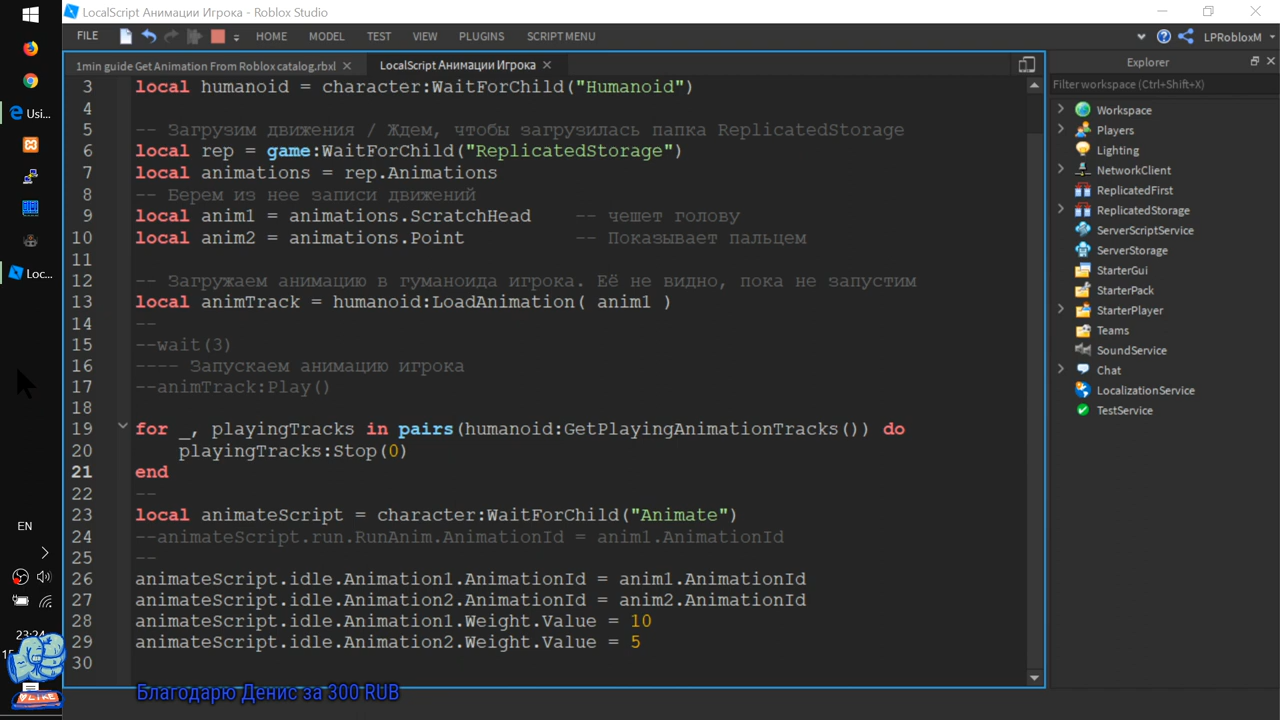 LocalScript Анимации Игрока - Roblox Studio
FILE HOME MODEL TEST VIEW PLUGINS SCRIPT MENU LPRobloxM
1min guide Get Animation From Roblox catalog.rbxl × LocalScript Анимации Игрока ×
3 local humanoid = character:WaitForChild("Humanoid")
4
5 -- Загрузим движения / Ждем, чтобы загрузилась папка ReplicatedStorage
6 local rep = game:WaitForChild("ReplicatedStorage")
7 local animations = rep.Animations
8 -- Берем из нее записи движений
9 local anim1 = animations.ScratchHead -- чешет голову
10 local anim2 = animations.Point -- Показывает пальцем
11
12 -- Загружаем анимацию в гуманоида игрока. Её не видно, пока не запустим
13 local animTrack = humanoid:LoadAnimation( anim1 )
14 --
15 --wait(3)
16 ---- Запускаем анимацию игрока
17 --animTrack:Play()
18
19 for _, playingTracks in pairs(humanoid:GetPlayingAnimationTracks()) do
20 playingTracks:Stop(0)
21 end
22 --
23 local animateScript = character:WaitForChild("Animate")
24 --animateScript.run.RunAnim.AnimationId = anim1.AnimationId
25 --
26 animateScript.idle.Animation1.AnimationId = anim1.AnimationId
27 animateScript.idle.Animation2.AnimationId = anim2.AnimationId
28 animateScript.idle.Animation1.Weight.Value = 10
29 animateScript.idle.Animation2.Weight.Value = 5
30
Explorer
Filter workspace (Ctrl+Shift+X)
Workspace
Players
Lighting
NetworkClient
ReplicatedFirst
ReplicatedStorage
ServerScriptService
ServerStorage
StarterGui
StarterPack
StarterPlayer
Teams
SoundService
Chat
LocalizationService
TestService
Usi...
Loc...
EN
23:24
LIKE
Благодарю Денис за 300 RUB